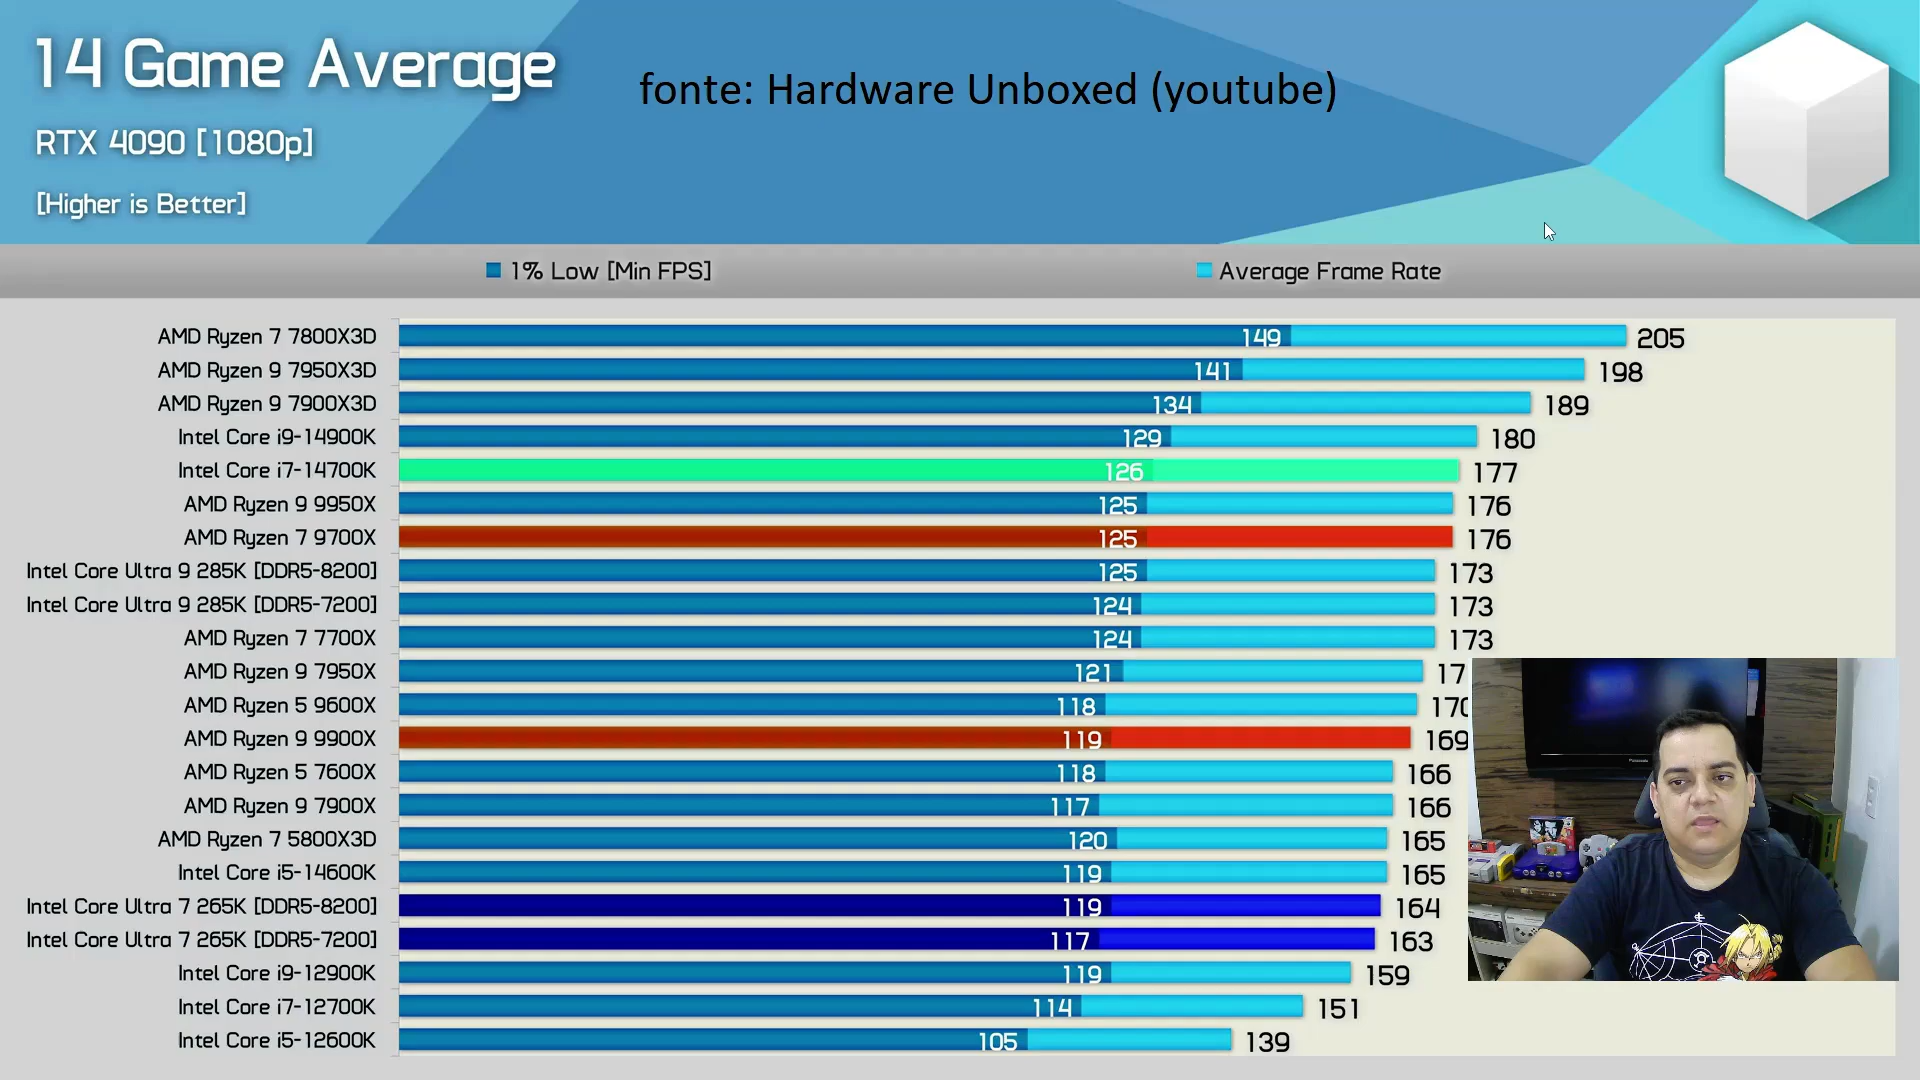 14 Game Average
fonte: Hardware Unboxed (youtube)
RTX 4090 [1080p]
[Higher is Better]
1% Low [Min FPS]
Average Frame Rate
AMD Ryzen 7 7800X3D 149 205
AMD Ryzen 9 7950X3D 141 198
AMD Ryzen 9 7900X3D 134 189
Intel Core i9-14900K 129 180
Intel Core i7-14700K 126 177
AMD Ryzen 9 9950X 125 176
AMD Ryzen 7 9700X 125 176
Intel Core Ultra 9 285K [DDR5-8200] 125 173
Intel Core Ultra 9 285K [DDR5-7200] 124 173
AMD Ryzen 7 7700X 124 173
AMD Ryzen 9 7950X 121 17
AMD Ryzen 5 9600X 118 170
AMD Ryzen 9 9900X 119 169
AMD Ryzen 5 7600X 118 166
AMD Ryzen 9 7900X 117 166
AMD Ryzen 7 5800X3D 120 165
Intel Core i5-14600K 119 165
Intel Core Ultra 7 265K [DDR5-8200] 119 164
Intel Core Ultra 7 265K [DDR5-7200] 117 163
Intel Core i9-12900K 119 159
Intel Core i7-12700K 114 151
Intel Core i5-12600K 105 139